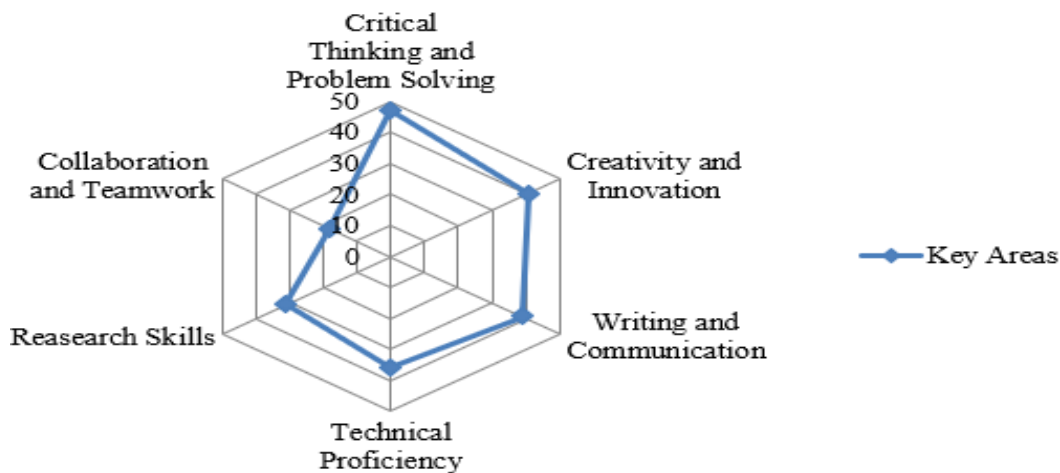 Critical
Thinking and
Problem Solving
50
40
30
20
10
0
Creativity and
Innovation
Writing and
Communication
Technical
Proficiency
Reasearch Skills
Collaboration
and Teamwork
Key Areas